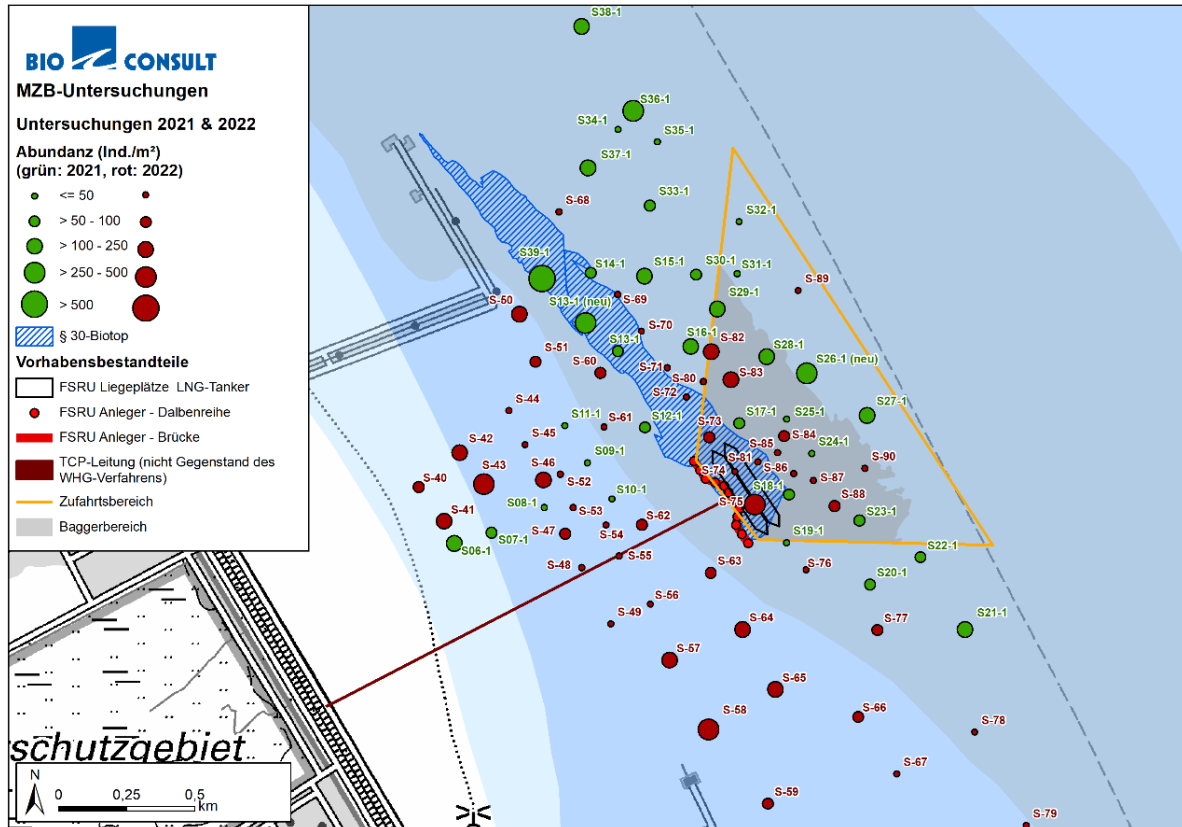 BIO CONSULT
MZB-Untersuchungen
Untersuchungen 2021 & 2022
Abundanz (Ind./m²)
(grün: 2021, rot: 2022)
<= 50
> 50 - 100
> 100 - 250
> 250 - 500
> 500
§ 30-Biotop
Vorhabensbestandteile
FSRU Liegeplätze LNG-Tanker
FSRU Anleger - Dalbenreihe
FSRU Anleger - Brücke
TCP-Leitung (nicht Gegenstand des
WHG-Verfahrens)
Zufahrtsbereich
Baggerbereich
S38-1
S36-1
S34-1
S35-1
S37-1
S33-1
S-68
S32-1
S39-1
S14-1
S15-1
S30-1
S31-1
S-89
S-69
S29-1
S-50
S13-1 (neu)
S-70
S16-1
S-82
S13-1
S28-1
S-51
S-60
S-71
S-80
S-83
S26-1 (neu)
S-72
S-44
S27-1
S11-1
S-61
S12-1
S-73
S17-1
S25-1
S-84
S-42
S-45
S-85
S24-1
S09-1
S-81
S-90
S-40
S-43
S-46
S-52
S-74
S-86
S-87
S18-1
S10-1
S-75
S-88
S08-1
S-53
S-41
S-62
S23-1
S06-1
S07-1
S-47
S-54
S19-1
S-55
S22-1
S-48
S-63
S-76
S20-1
S-56
S-49
S-64
S-77
S21-1
S-57
S-65
S-58
S-66
S-78
S-67
S-59
S-79
schutzgebiet
N
0 0,25 0,5
km